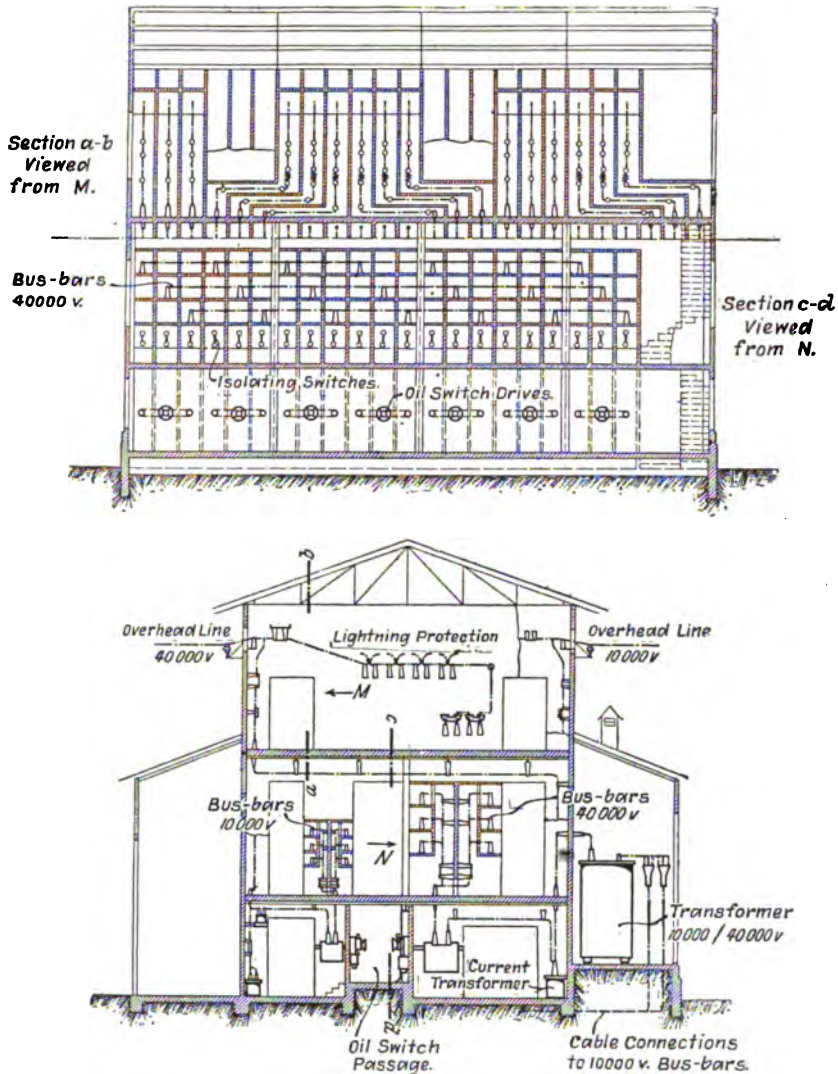 Section a-b
Viewed
from M.
Bus-bars
40000 v.
Section c-d
Viewed
from N.
Isolating Switches.
Oil Switch Drives.
b
Overhead Line
40000 v
Lightning Protection
Overhead Line
10000 v
M
c
a
Bus-bars
10000 v
Bus-bars
40000 v
N
Transformer
10000 / 40000 v
Current
Transformer
d
Oil Switch
Passage.
Cable Connections
to 10000 v. Bus-bars.